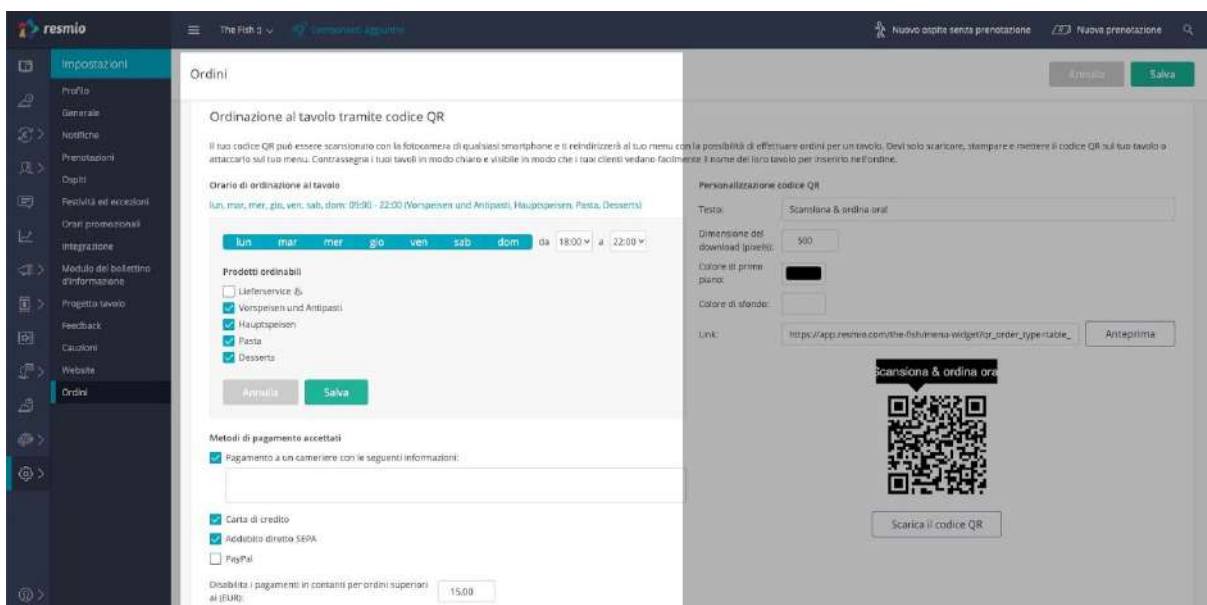 resmio
The Fish :)
Componenti aggiuntivi
Nuovo ospite senza prenotazione
Nuova prenotazione
Impostazioni
Profilo
Generale
Notifiche
Prenotazioni
Ospiti
Festività ed eccezioni
Orari promozionali
Integrazione
Modulo del bollettino
d'informazione
Progetto tavolo
Feedback
Cauzioni
Website
Ordini
Ordini
Annulla
Salva
Ordinazione al tavolo tramite codice QR
Il tuo codice QR può essere scansionato con la fotocamera di qualsiasi smartphone e ti reindirizzerà al tuo menu con la possibilità di effettuare ordini per un tavolo. Devi solo scaricare, stampare e mettere il codice QR sul tuo tavolo o
attaccarlo sul tuo menu. Contrassegna i tuoi tavoli in modo chiaro e visibile in modo che i tuoi clienti vedano facilmente il nome del loro tavolo per inserirlo nell'ordine.
Orario di ordinazione al tavolo
lun, mar, mer, gio, ven, sab, dom: 09:00 - 22:00 (Vorspeisen und Antipasti, Hauptspeisen, Pasta, Desserts)
lun mar mer gio ven sab dom da 18:00 a 22:00
Prodotti ordinabili
Lieferservice
Vorspeisen und Antipasti
Hauptspeisen
Pasta
Desserts
Annulla
Salva
Metodi di pagamento accettati
Pagamento a un cameriere con le seguenti informazioni:
Carta di credito
Addebito diretto SEPA
PayPal
Disabilita i pagamenti in contanti per ordini superiori
ai (EUR):
15.00
Personalizzazione codice QR
Testo:
Scansiona & ordina ora!
Dimensione del
download (pixels):
500
Colore di primo
piano:
Colore di sfondo:
Link:
https://app.resmio.com/the-fish/menu-widget?qr_order_type=table_
Anteprima
Scansiona & ordina ora
Scarica il codice QR